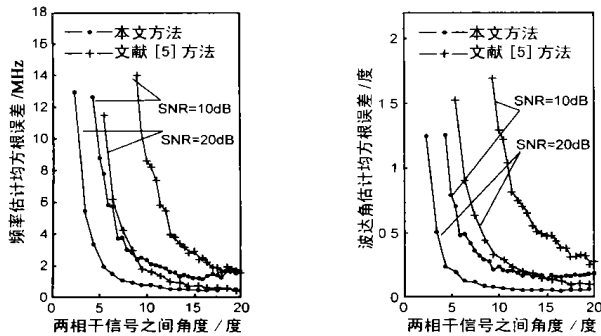 频率估计均方根误差/MHz
18
16
14
12
10
8
6
4
2
0
本文方法
文献[5]方法
SNR=10dB
SNR=20dB
0
5
10
15
20
两相干信号之间角度/度
波达角估计均方根误差/度
2
1.5
1
0 5
0
本文方法
文献[5]方法
SNR=10dB
SNR=20dB
0
5
10
15
20
两相干信号之间角度/度